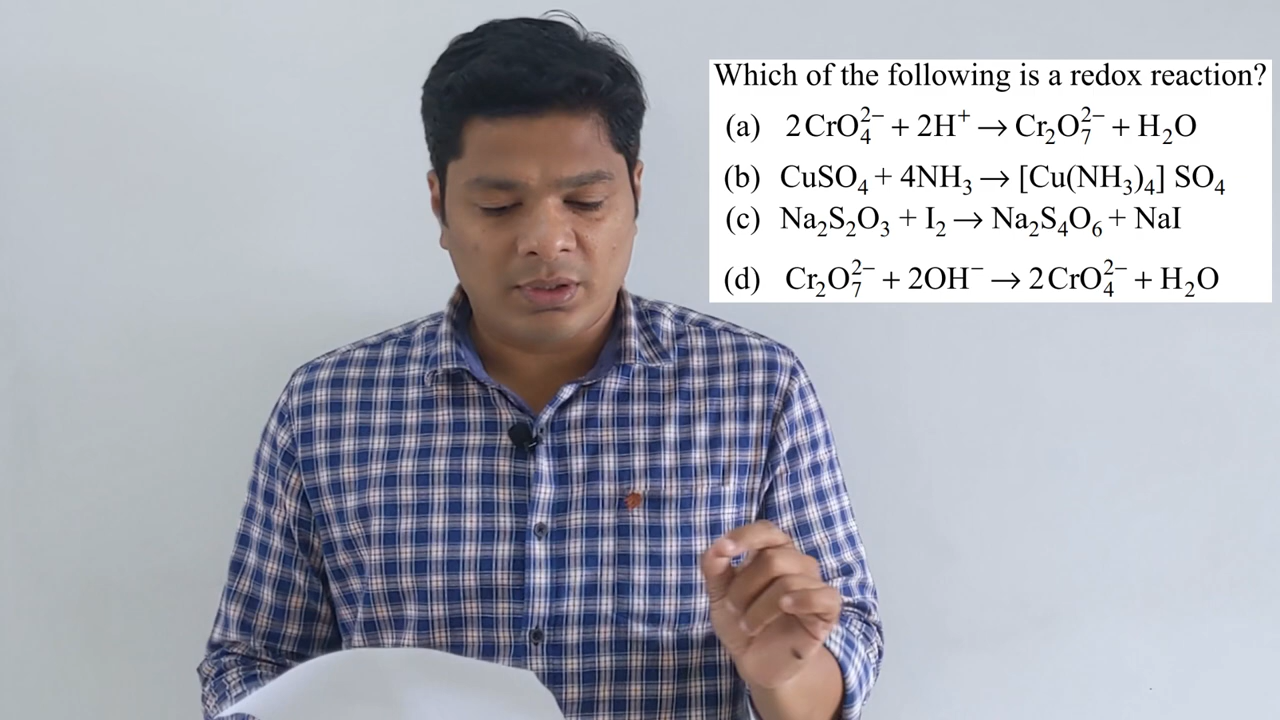 Which of the following is a redox reaction?
(a) 2CrO₄²⁻ + 2H⁺ → Cr₂O₇²⁻ + H₂O
(b) CuSO₄ + 4NH₃ → [Cu(NH₃)₄] SO₄
(c) Na₂S₂O₃ + I₂ → Na₂S₄O₆ + NaI
(d) Cr₂O₇²⁻ + 2OH⁻ → 2CrO₄²⁻ + H₂O